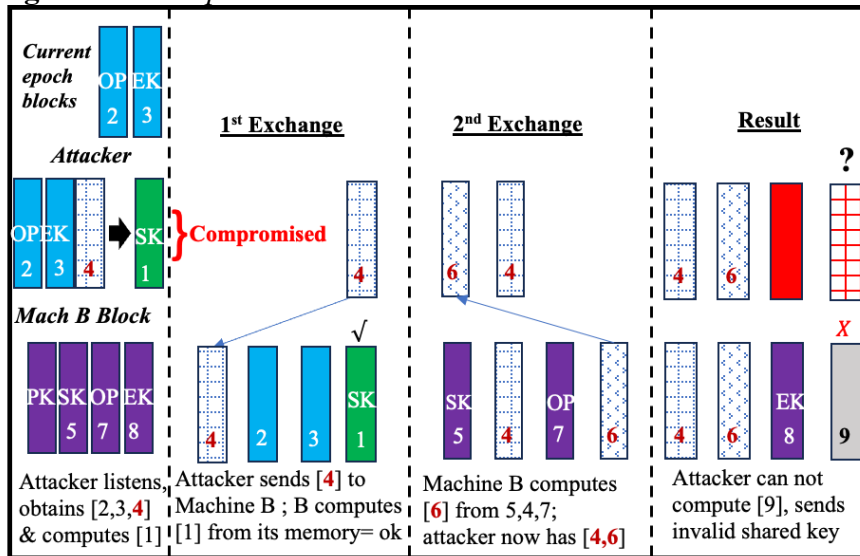 Current
epoch
blocks
OP EK
2 3
Attacker
OP EK SK
2 3 4 1
} Compromised
Mach B Block
PK SK OP EK
5 7 8
Attacker listens,
obtains [2,3,4]
& computes [1]
1st Exchange
4
√
SK
4 2 3 1
Attacker sends [4] to
Machine B ; B computes
[1] from its memory= ok
2nd Exchange
6 4
SK OP
5 4 7 6
Machine B computes
[6] from 5,4,7;
attacker now has [4,6]
Result
?
4 6
X
EK
4 6 8 9
Attacker can not
compute [9], sends
invalid shared key